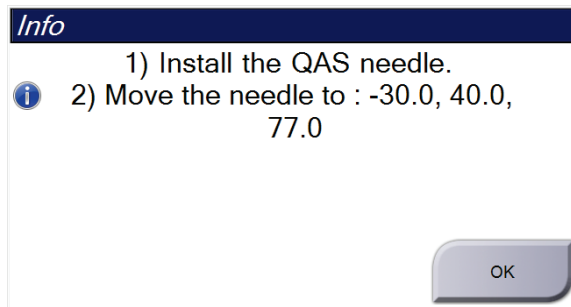 Info
1) Install the QAS needle.
2) Move the needle to : -30.0, 40.0,
77.0
OK